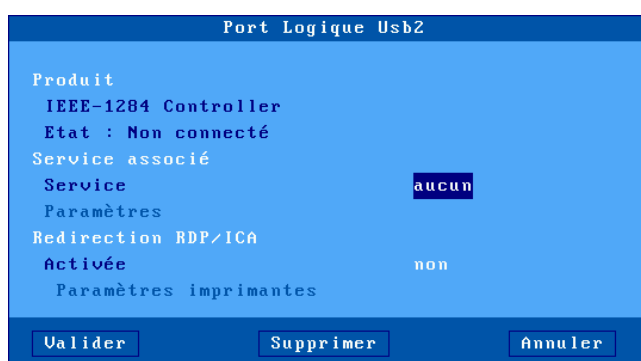 Port Logique Usb2
Produit
IEEE-1284 Controller
Etat : Non connecté
Service associé
Service aucun
Paramètres
Redirection RDP/ICA
Activée non
Paramètres imprimantes
Valider Supprimer Annuler